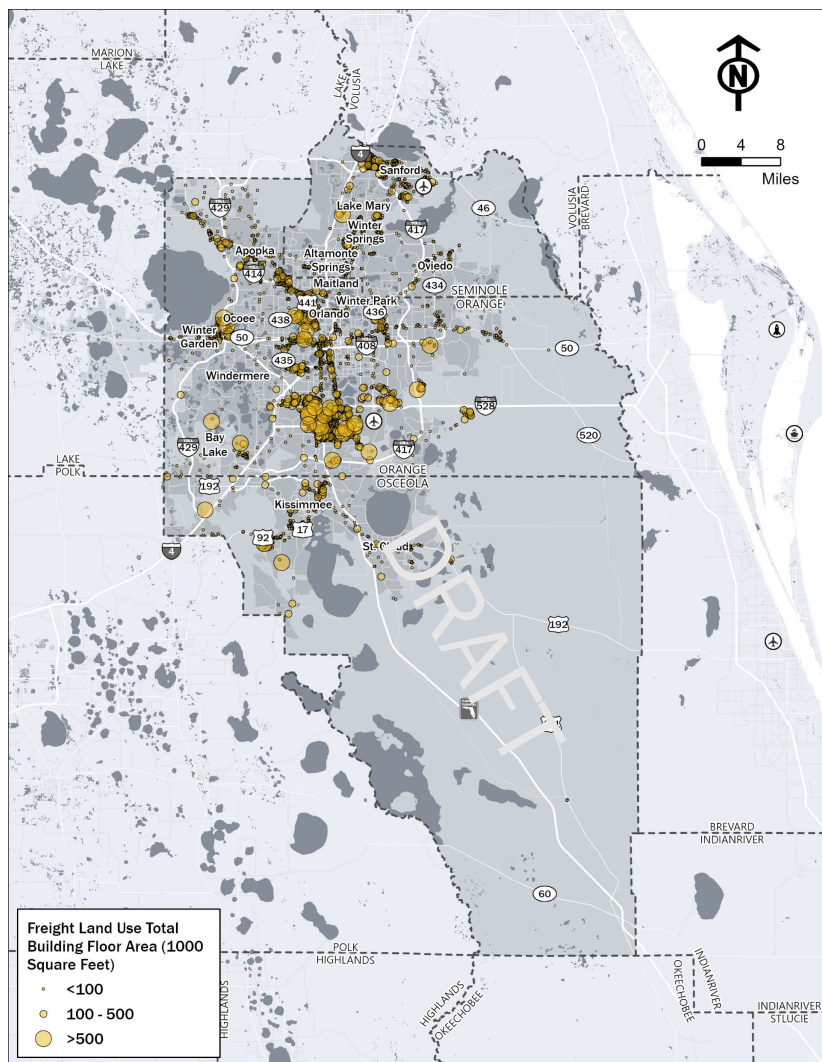 MARION
LAKE
LAKE
VOLUSIA
N
0 4 8
Miles
4
Sanford
VOLUSIA
BREVARD
429
Lake Mary
46
Winter
Springs
417
Apopka
414
Altamonte
Springs
Oviedo
434
Maitland
SEMINOLE
ORANGE
441
Winter Park
436
Ocoee
438
Orlando
Winter
Garden
50
408
50
435
Windermere
528
520
429
Bay
Lake
417
LAKE
POLK
ORANGE
OSCEOLA
192
Kissimmee
17
92
4
St. Cloud
DRAFT
192
BREVARD
INDIANRIVER
60
Freight Land Use Total
Building Floor Area (1000
Square Feet)
<100
100 - 500
>500
POLK
HIGHLANDS
HIGHLANDS
HIGHLANDS
OKEECHOBEE
OKEECHOBEE
INDIANRIVER
INDIANRIVER
STLUCIE